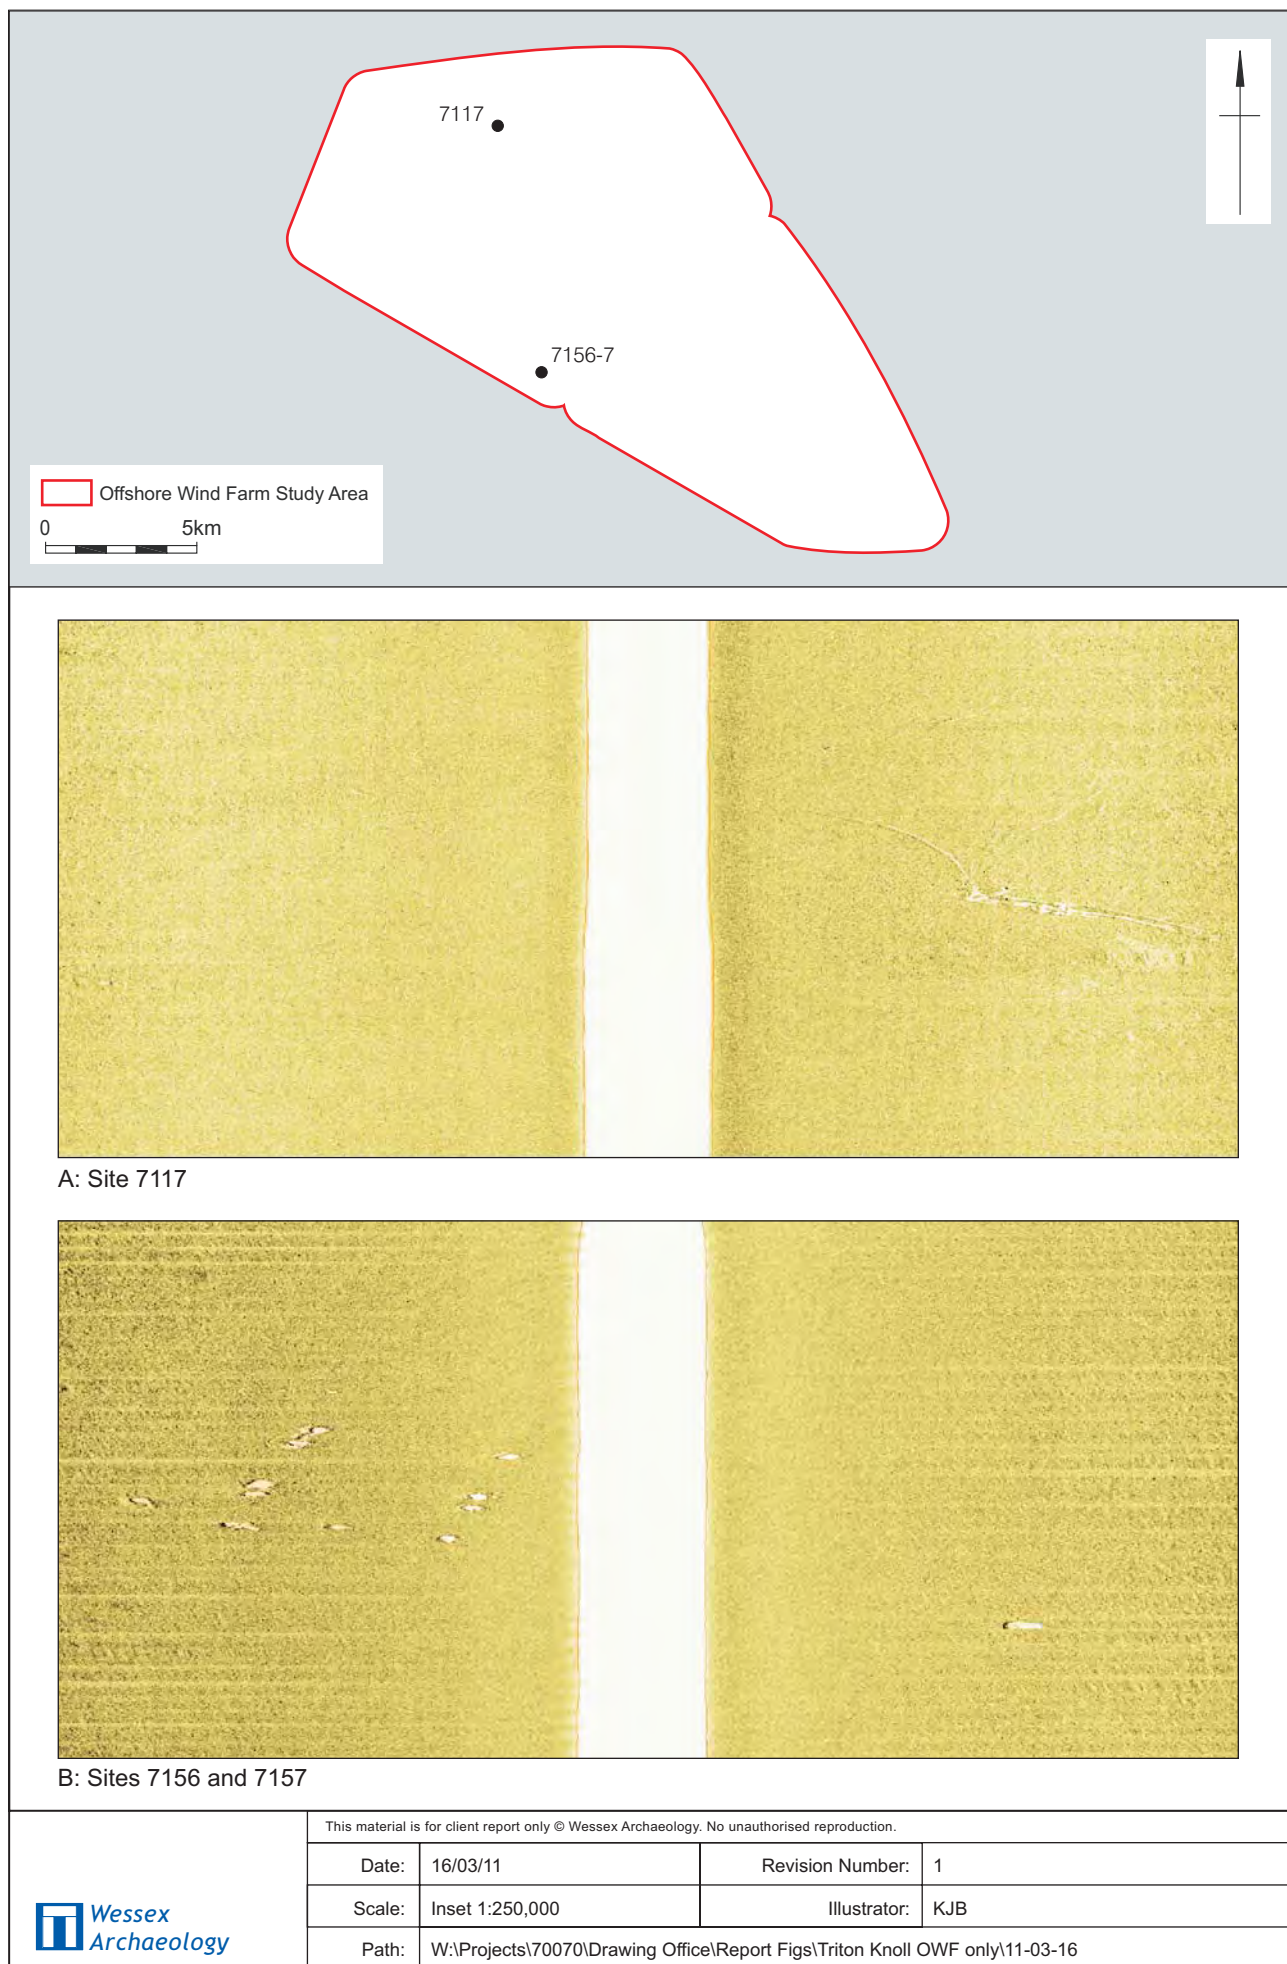 7117
7156-7
Offshore Wind Farm Study Area
0 5km
A: Site 7117
B: Sites 7156 and 7157
This material is for client report only © Wessex Archaeology. No unauthorised reproduction.
Date: 16/03/11 Revision Number: 1
Scale: Inset 1:250,000 Illustrator: KJB
Path: W:\Projects\70070\Drawing Office\Report Figs\Triton Knoll OWF only\11-03-16
Wessex
Archaeology